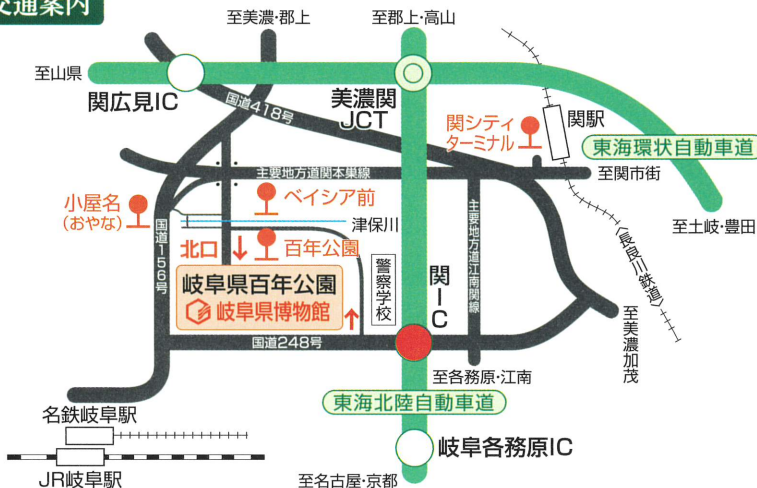 交通案内
至美濃・郡上
至郡上・高山
至山県
関広見IC
国道418号
美濃関
JCT
関シティ
ターミナル
関駅
東海環状自動車道
主要地方道関本巣線
至関市街
小屋名
(おやな)
ベイシア前
津保川
国道156号
北口
百年公園
主要地方道江南関線
至土岐・豊田
〈長良川鉄道〉
岐阜県百年公園
岐阜県博物館
警察学校
関IC
国道248号
至美濃加茂
至各務原・江南
東海北陸自動車道
名鉄岐阜駅
岐阜各務原IC
JR岐阜駅
至名古屋・京都